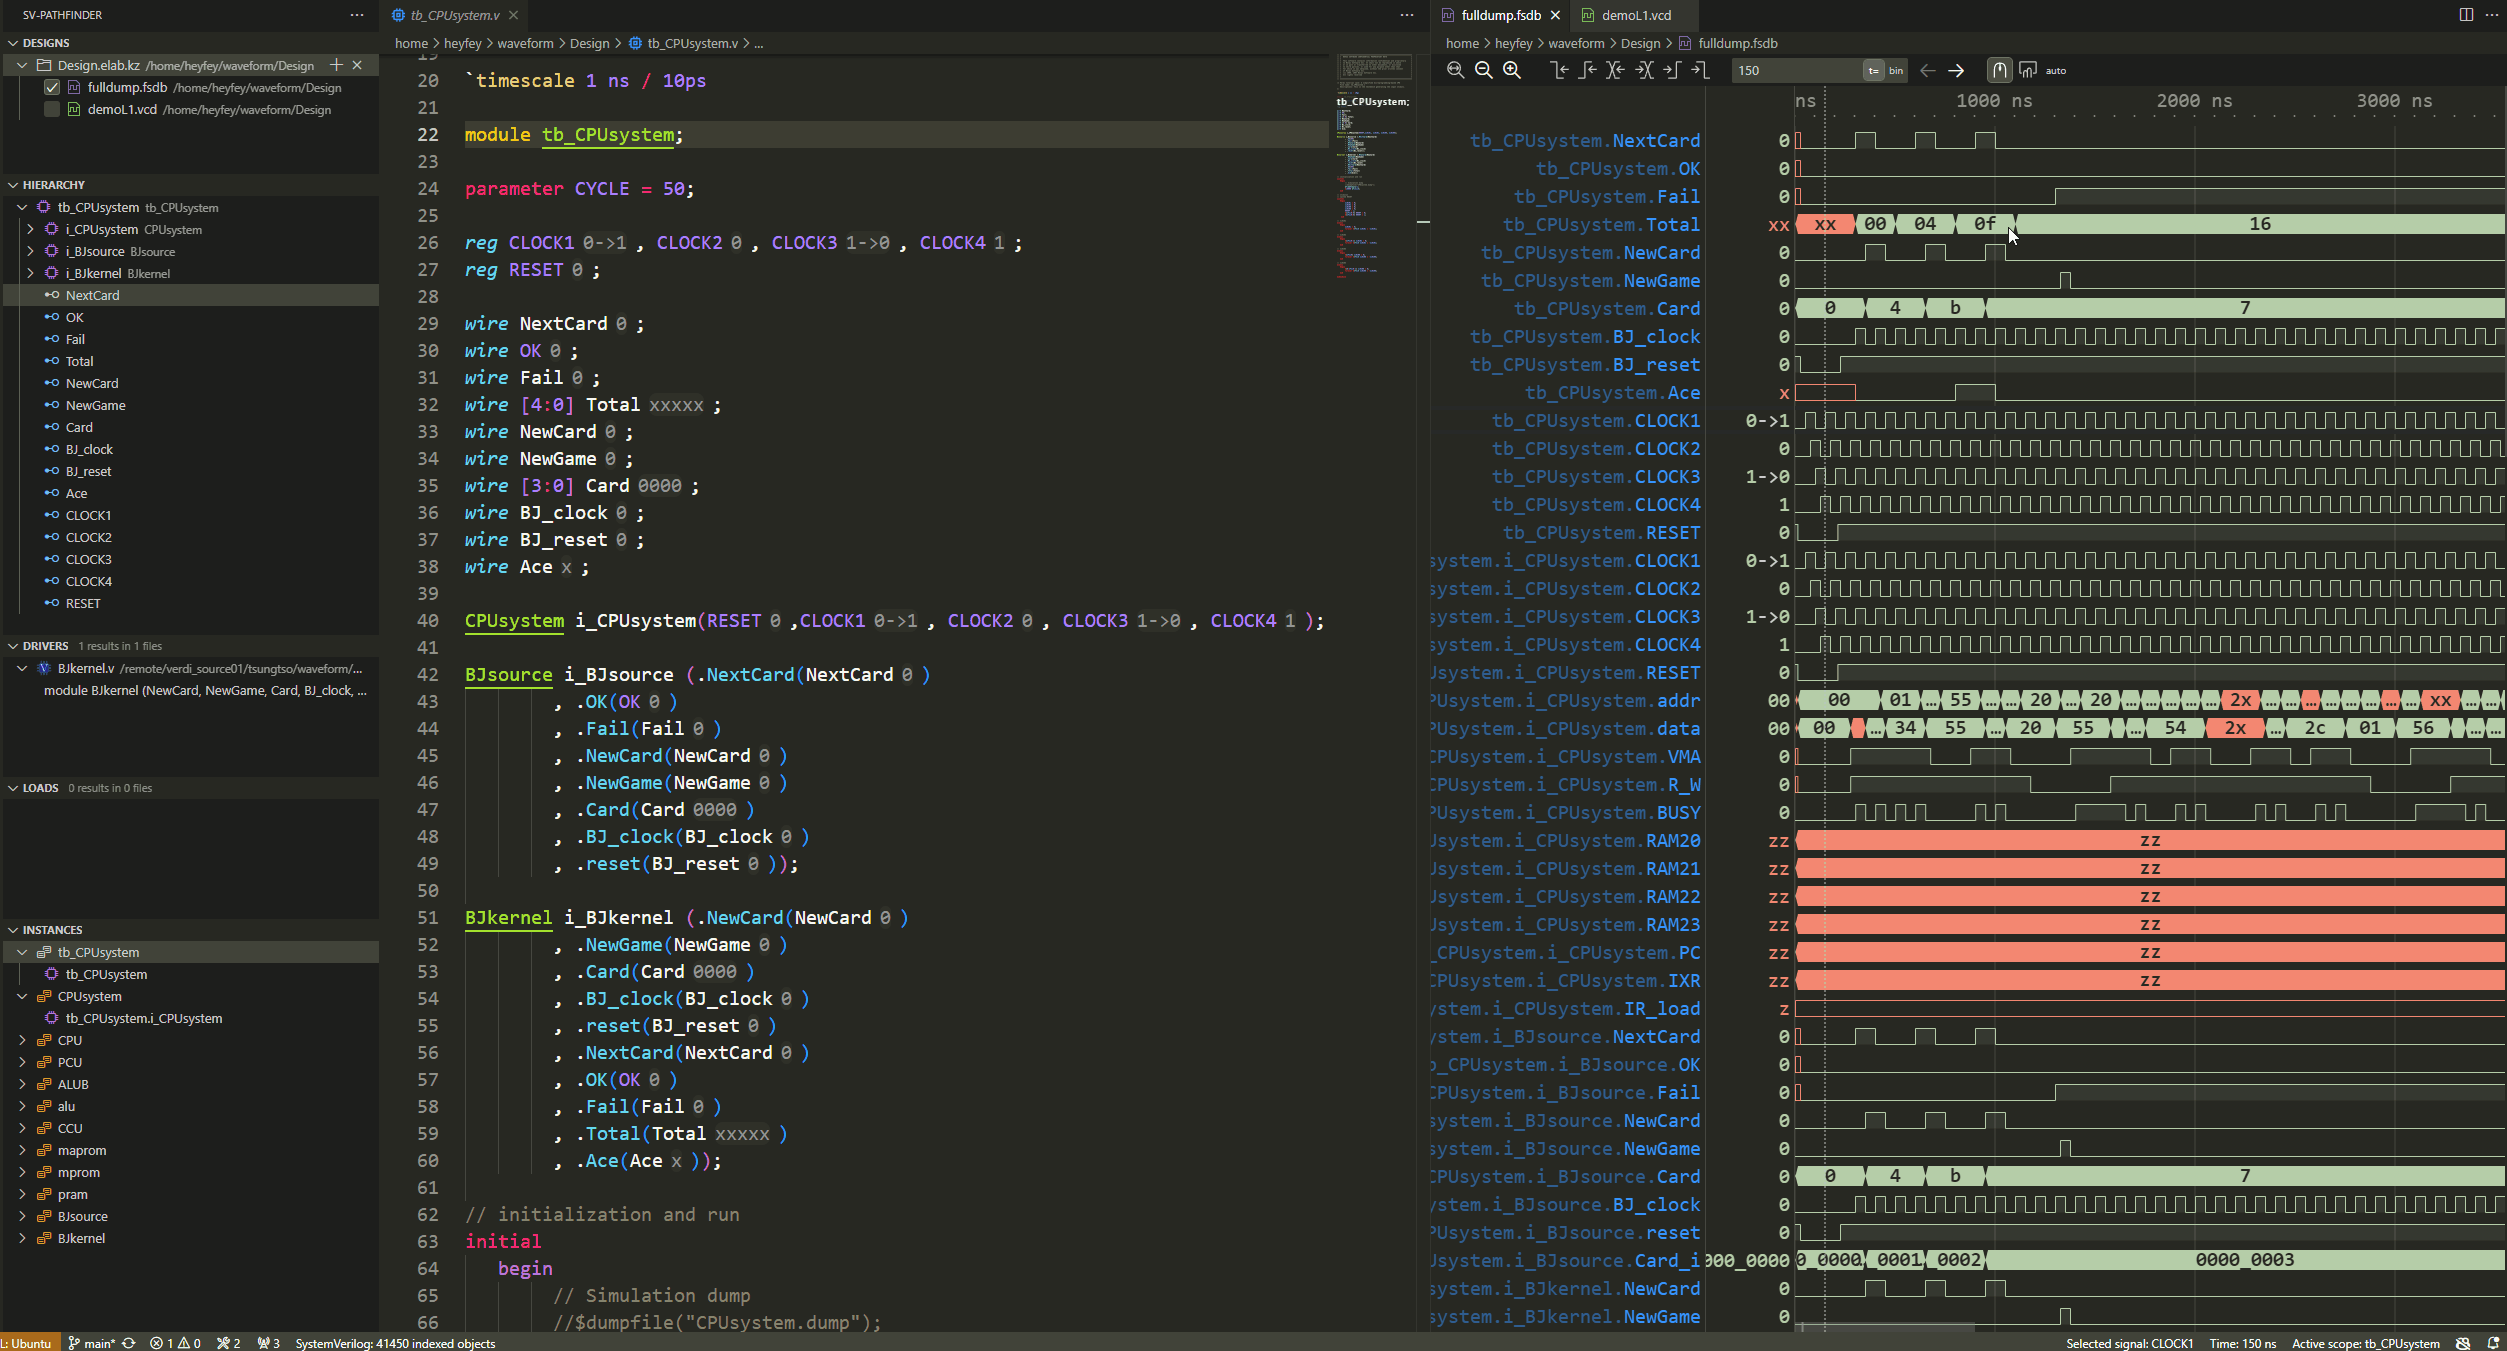 SV-PATHFINDER
DESIGNS
Design.elab.kz /home/heyfey/waveform/Design
fulldump.fsdb /home/heyfey/waveform/Design
demoL1.vcd /home/heyfey/waveform/Design
HIERARCHY
tb_CPUsystem tb_CPUsystem
i_CPUsystem CPUsystem
i_BJsource BJsource
i_BJkernel BJkernel
NextCard
OK
Fail
Total
NewCard
NewGame
Card
BJ_clock
BJ_reset
Ace
CLOCK1
CLOCK2
CLOCK3
CLOCK4
RESET
DRIVERS 1 results in 1 files
BJkernel.v /remote/verdi_source01/tsungtso/waveform/...
module BJkernel (NewCard, NewGame, Card, BJ_clock, ...
LOADS 0 results in 0 files
INSTANCES
tb_CPUsystem
tb_CPUsystem
CPUsystem
tb_CPUsystem.i_CPUsystem
CPU
PCU
ALUB
alu
CCU
maprom
mprom
pram
BJsource
BJkernel
tb_CPUsystem.v
home > heyfey > waveform > Design > tb_CPUsystem.v > ...
20 `timescale 1 ns / 10ps
21
22 module tb_CPUsystem;
23
24 parameter CYCLE = 50;
25
26 reg CLOCK1 0->1 , CLOCK2 0 , CLOCK3 1->0 , CLOCK4 1 ;
27 reg RESET 0 ;
28
29 wire NextCard 0 ;
30 wire OK 0 ;
31 wire Fail 0 ;
32 wire [4:0] Total xxxxx ;
33 wire NewCard 0 ;
34 wire NewGame 0 ;
35 wire [3:0] Card 0000 ;
36 wire BJ_clock 0 ;
37 wire BJ_reset 0 ;
38 wire Ace x ;
39
40 CPUsystem i_CPUsystem(RESET 0 ,CLOCK1 0->1 , CLOCK2 0 , CLOCK3 1->0 , CLOCK4 1 );
41
42 BJsource i_BJsource (.NextCard(NextCard 0 )
43 , .OK(OK 0 )
44 , .Fail(Fail 0 )
45 , .NewCard(NewCard 0 )
46 , .NewGame(NewGame 0 )
47 , .Card(Card 0000 )
48 , .BJ_clock(BJ_clock 0 )
49 , .reset(BJ_reset 0 ));
50
51 BJkernel i_BJkernel (.NewCard(NewCard 0 )
52 , .NewGame(NewGame 0 )
53 , .Card(Card 0000 )
54 , .BJ_clock(BJ_clock 0 )
55 , .reset(BJ_reset 0 )
56 , .NextCard(NextCard 0 )
57 , .OK(OK 0 )
58 , .Fail(Fail 0 )
59 , .Total(Total xxxxx )
60 , .Ace(Ace x ));
61
62 // initialization and run
63 initial
64 begin
65 // Simulation dump
66 //$dumpfile("CPUsystem.dump");
tb_CPUsystem;
fulldump.fsdb demoL1.vcd
home > heyfey > waveform > Design > fulldump.fsdb
150 t= bin auto
ns 1000 ns 2000 ns 3000 ns
tb_CPUsystem.NextCard 0
tb_CPUsystem.OK 0
tb_CPUsystem.Fail 0
tb_CPUsystem.Total xx xx 00 04 0f 16
tb_CPUsystem.NewCard 0
tb_CPUsystem.NewGame 0
tb_CPUsystem.Card 0 0 4 b 7
tb_CPUsystem.BJ_clock 0
tb_CPUsystem.BJ_reset 0
tb_CPUsystem.Ace x
tb_CPUsystem.CLOCK1 0->1
tb_CPUsystem.CLOCK2 0
tb_CPUsystem.CLOCK3 1->0
tb_CPUsystem.CLOCK4 1
tb_CPUsystem.RESET 0
system.i_CPUsystem.CLOCK1 0->1
system.i_CPUsystem.CLOCK2 0
system.i_CPUsystem.CLOCK3 1->0
system.i_CPUsystem.CLOCK4 1
system.i_CPUsystem.RESET 0
PUsystem.i_CPUsystem.addr 00 00 01 ... 55 ... ... 20 ... 20 ... ... ... ... ... 2x ... ... ... ... ... ... ... ... xx ... ...
PUsystem.i_CPUsystem.data 00 00 ... 34 55 ... 20 55 ... 54 2x ... 2c 01 56 ... ...
CPUsystem.i_CPUsystem.VMA 0
CPUsystem.i_CPUsystem.R_W 0
PUsystem.i_CPUsystem.BUSY 0
Usystem.i_CPUsystem.RAM20 zz zz
Usystem.i_CPUsystem.RAM21 zz zz
Usystem.i_CPUsystem.RAM22 zz zz
Usystem.i_CPUsystem.RAM23 zz zz
_CPUsystem.i_CPUsystem.PC zz zz
CPUsystem.i_CPUsystem.IXR zz zz
ystem.i_CPUsystem.IR_load z
ystem.i_BJsource.NextCard 0
b_CPUsystem.i_BJsource.OK 0
CPUsystem.i_BJsource.Fail 0
system.i_BJsource.NewCard 0
system.i_BJsource.NewGame 0
CPUsystem.i_BJsource.Card 0 0 4 b 7
ystem.i_BJsource.BJ_clock 0
PUsystem.i_BJsource.reset 0
Usystem.i_BJsource.Card_i 000_0000 0_0000 0001 0002 0000_0003
system.i_BJkernel.NewCard 0
system.i_BJkernel.NewGame 0
L: Ubuntu main* 1 0 2 3 SystemVerilog: 41450 indexed objects Selected signal: CLOCK1 Time: 150 ns Active scope: tb_CPUsystem